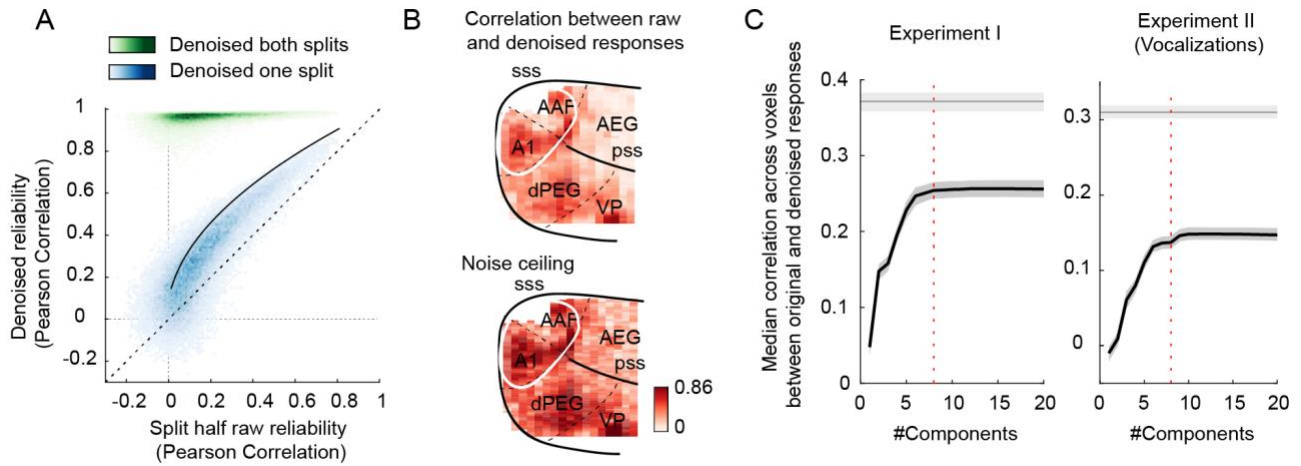 A
Denoised both splits
Denoised one split
Denoised reliability
(Pearson Correlation)
1
0.8
0.6
0.4
0.2
0
-0.2
-0.2 0 0.2 0.4 0.6 0.8 1
Split half raw reliability
(Pearson Correlation)
B
Correlation between raw
and denoised responses
sss
AAF
AEG
A1
pss
dPEG
VP
Noise ceiling
sss
AAF
AEG
A1
pss
dPEG
VP
0.86
0
C
Median correlation across voxels
between original and denoised responses
Experiment I
0.4
0.3
0.2
0.1
0
0 5 10 15 20
#Components
Experiment II
(Vocalizations)
0.3
0.2
0.1
0
0 5 10 15 20
#Components